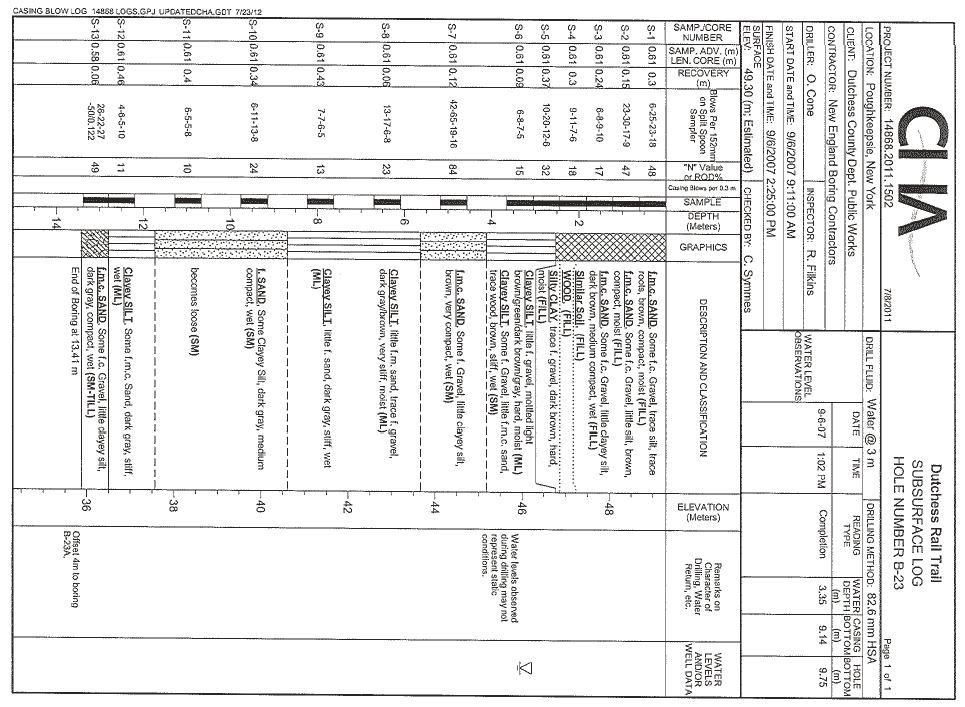 CASING BLOW LOG 14868 LOGS.GPJ UPDATEDCHA.GDT 7/23/12
CHA
7/8/2011
Dutchess Rail Trail
SUBSURFACE LOG
HOLE NUMBER B-23
Page 1 of 1
PROJECT NUMBER: 14868.2011.1502
LOCATION: Poughkeepsie, New York
CLIENT: Dutchess County Dept. Public Works
CONTRACTOR: New England Boring Contractors
DRILLER: O. Cone
INSPECTOR: R. Filkins
START DATE and TIME: 9/6/2007 9:11:00 AM
FINISH DATE and TIME: 9/6/2007 2:25:00 PM
SURFACE
ELEV: 49.30 (m; Estimated)
CHECKED BY: C. Symmes
DRILL FLUID: Water @ 3 m
DRILLING METHOD: 82.6 mm HSA
WATER LEVEL
OBSERVATIONS
DATE TIME READING TYPE WATER DEPTH (m) CASING BOTTOM (m) HOLE BOTTOM (m)
9-6-07 1:02 PM Completion 3.35 9.14 9.75
SAMP./CORE NUMBER
SAMP. ADV. (m)
LEN. CORE (m)
RECOVERY (m)
Blows Per 152mm on Split Spoon Sampler
"N" Value or RQD%
Casing Blows per 0.3 m
SAMPLE
DEPTH (Meters)
GRAPHICS
DESCRIPTION AND CLASSIFICATION
ELEVATION (Meters)
Remarks on Character of Drilling, Water Return, etc.
WATER LEVELS AND/OR WELL DATA
S-1 0.61 0.3 6-25-23-18 48
S-2 0.61 0.15 23-30-17-9 47
S-3 0.61 0.24 6-8-9-10 17
S-4 0.61 0.3 9-11-7-6 18
S-5 0.61 0.37 10-20-12-6 32
S-6 0.61 0.09 6-8-7-5 15
S-7 0.61 0.12 42-65-19-16 84
S-8 0.61 0.06 13-17-6-8 23
S-9 0.61 0.43 7-7-6-5 13
S-10 0.61 0.34 6-11-13-8 24
S-11 0.61 0.4 6-5-5-8 10
S-12 0.61 0.46 4-6-5-10 11
S-13 0.58 0.06 26-22-27
-50/0.122 49
2
4
6
8
10
12
14
f.m.c. SAND, Some f.c. Gravel, trace silt, trace
roots, brown, compact, moist (FILL)
f.m.c. SAND, Some f.c. Gravel, little silt, brown,
compact, moist (FILL)
f.m.c. SAND, Some f.c. Gravel, little clayey silt,
dark brown, medium compact, wet (FILL)
Similar Soil, (FILL)
WOOD, (FILL)
Silty CLAY, trace f. gravel, dark brown, hard,
moist (FILL)
Clayey SILT, little f. gravel, mottled light
brown/green/dark brown/gray, hard, moist (ML)
Clayey SILT, Some f. Gravel, little f.m.c. sand,
trace wood, brown, stiff, wet (SM)
f.m.c. SAND, Some f. Gravel, little clayey silt,
brown, very compact, wet (SM)
Clayey SILT, little f.m. sand, trace f. gravel,
dark gray/brown, very stiff, moist (ML)
Clayey SILT, little f. sand, dark gray, stiff, wet
(ML)
f. SAND, Some Clayey Silt, dark gray, medium
compact, wet (SM)
becomes loose (SM)
Clayey SILT, Some f.m.c. Sand, dark gray, stiff,
wet (ML)
f.m.c. SAND, Some f.c. Gravel, little clayey silt,
dark gray, compact, wet (SM-TILL)
End of Boring at 13.41 m
48
46
44
42
40
38
36
Water levels observed
during drilling may not
represent static
conditions.
Offset 4m to boring
B-23A